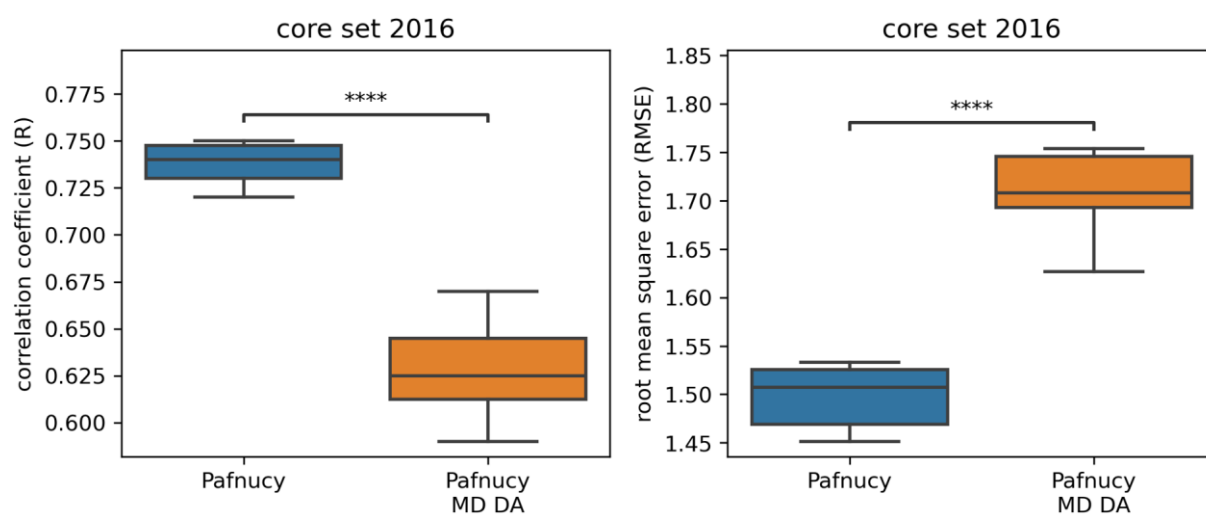 core set 2016
correlation coefficient (R)
0.775
0.750
0.725
0.700
0.675
0.650
0.625
0.600
****
Pafnucy
Pafnucy
MD DA
core set 2016
root mean square error (RMSE)
1.85
1.80
1.75
1.70
1.65
1.60
1.55
1.50
1.45
****
Pafnucy
Pafnucy
MD DA